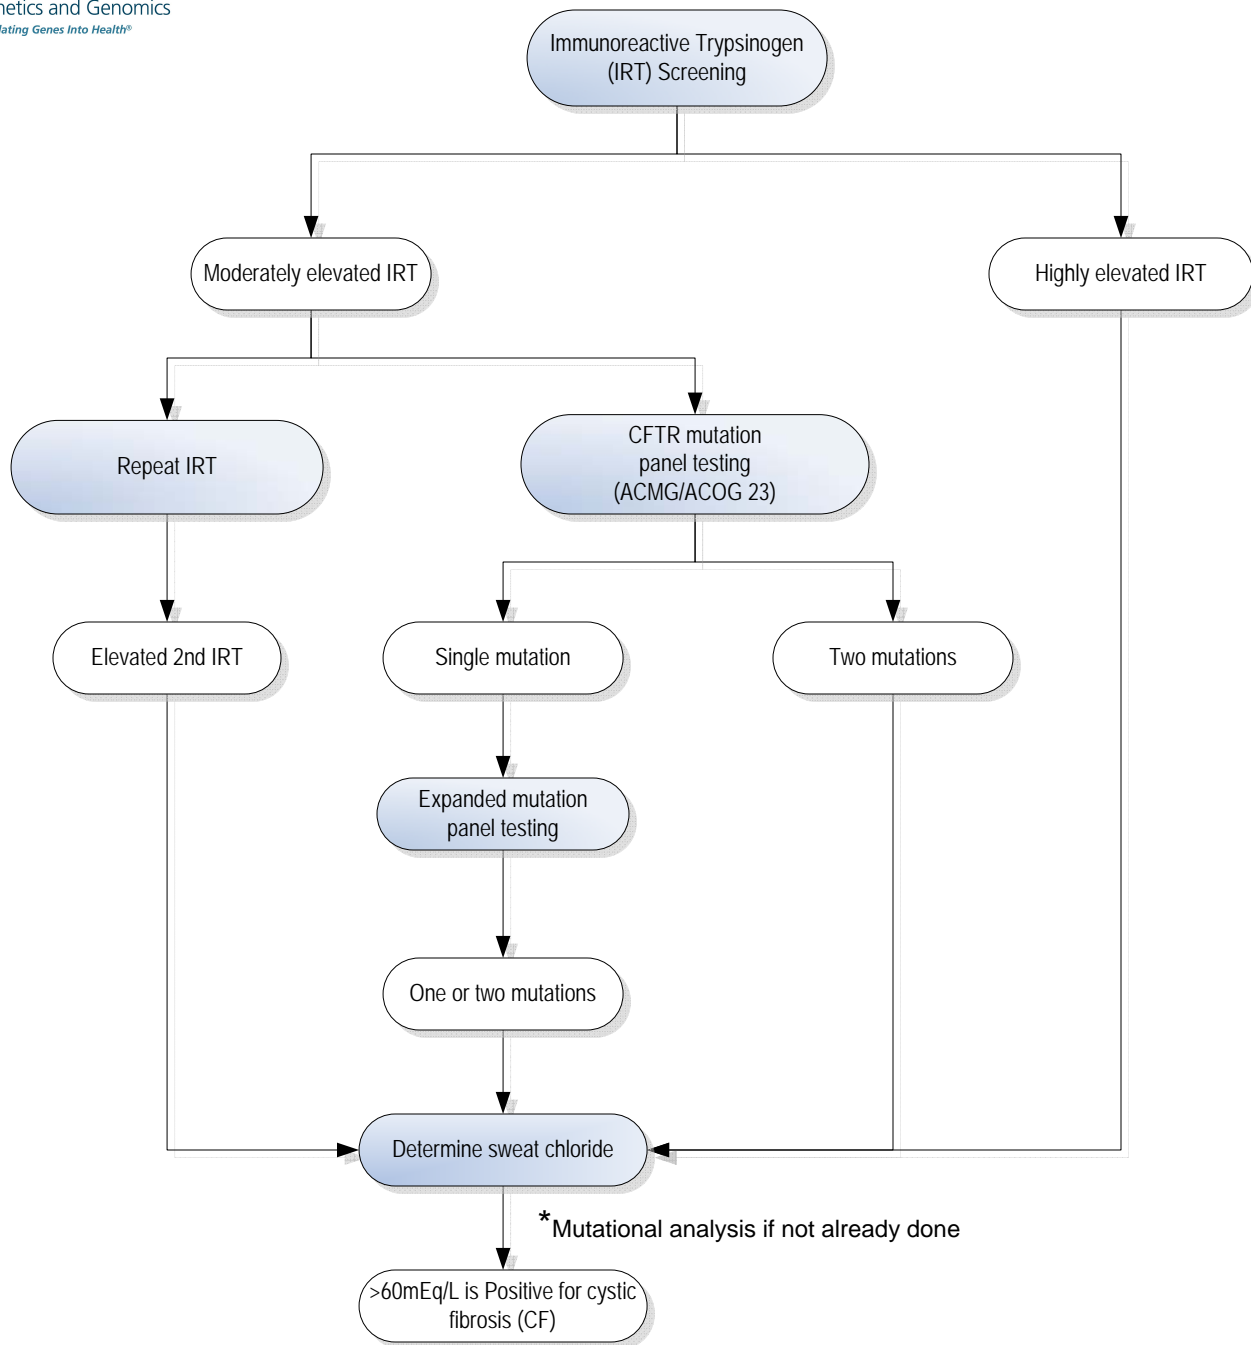 Genetics and Genomics
lating Genes Into Health®
Immunoreactive Trypsinogen
(IRT) Screening
Moderately elevated IRT
Highly elevated IRT
Repeat IRT
CFTR mutation
panel testing
(ACMG/ACOG 23)
Elevated 2nd IRT
Single mutation
Two mutations
Expanded mutation
panel testing
One or two mutations
Determine sweat chloride
*Mutational analysis if not already done
>60mEq/L is Positive for cystic
fibrosis (CF)